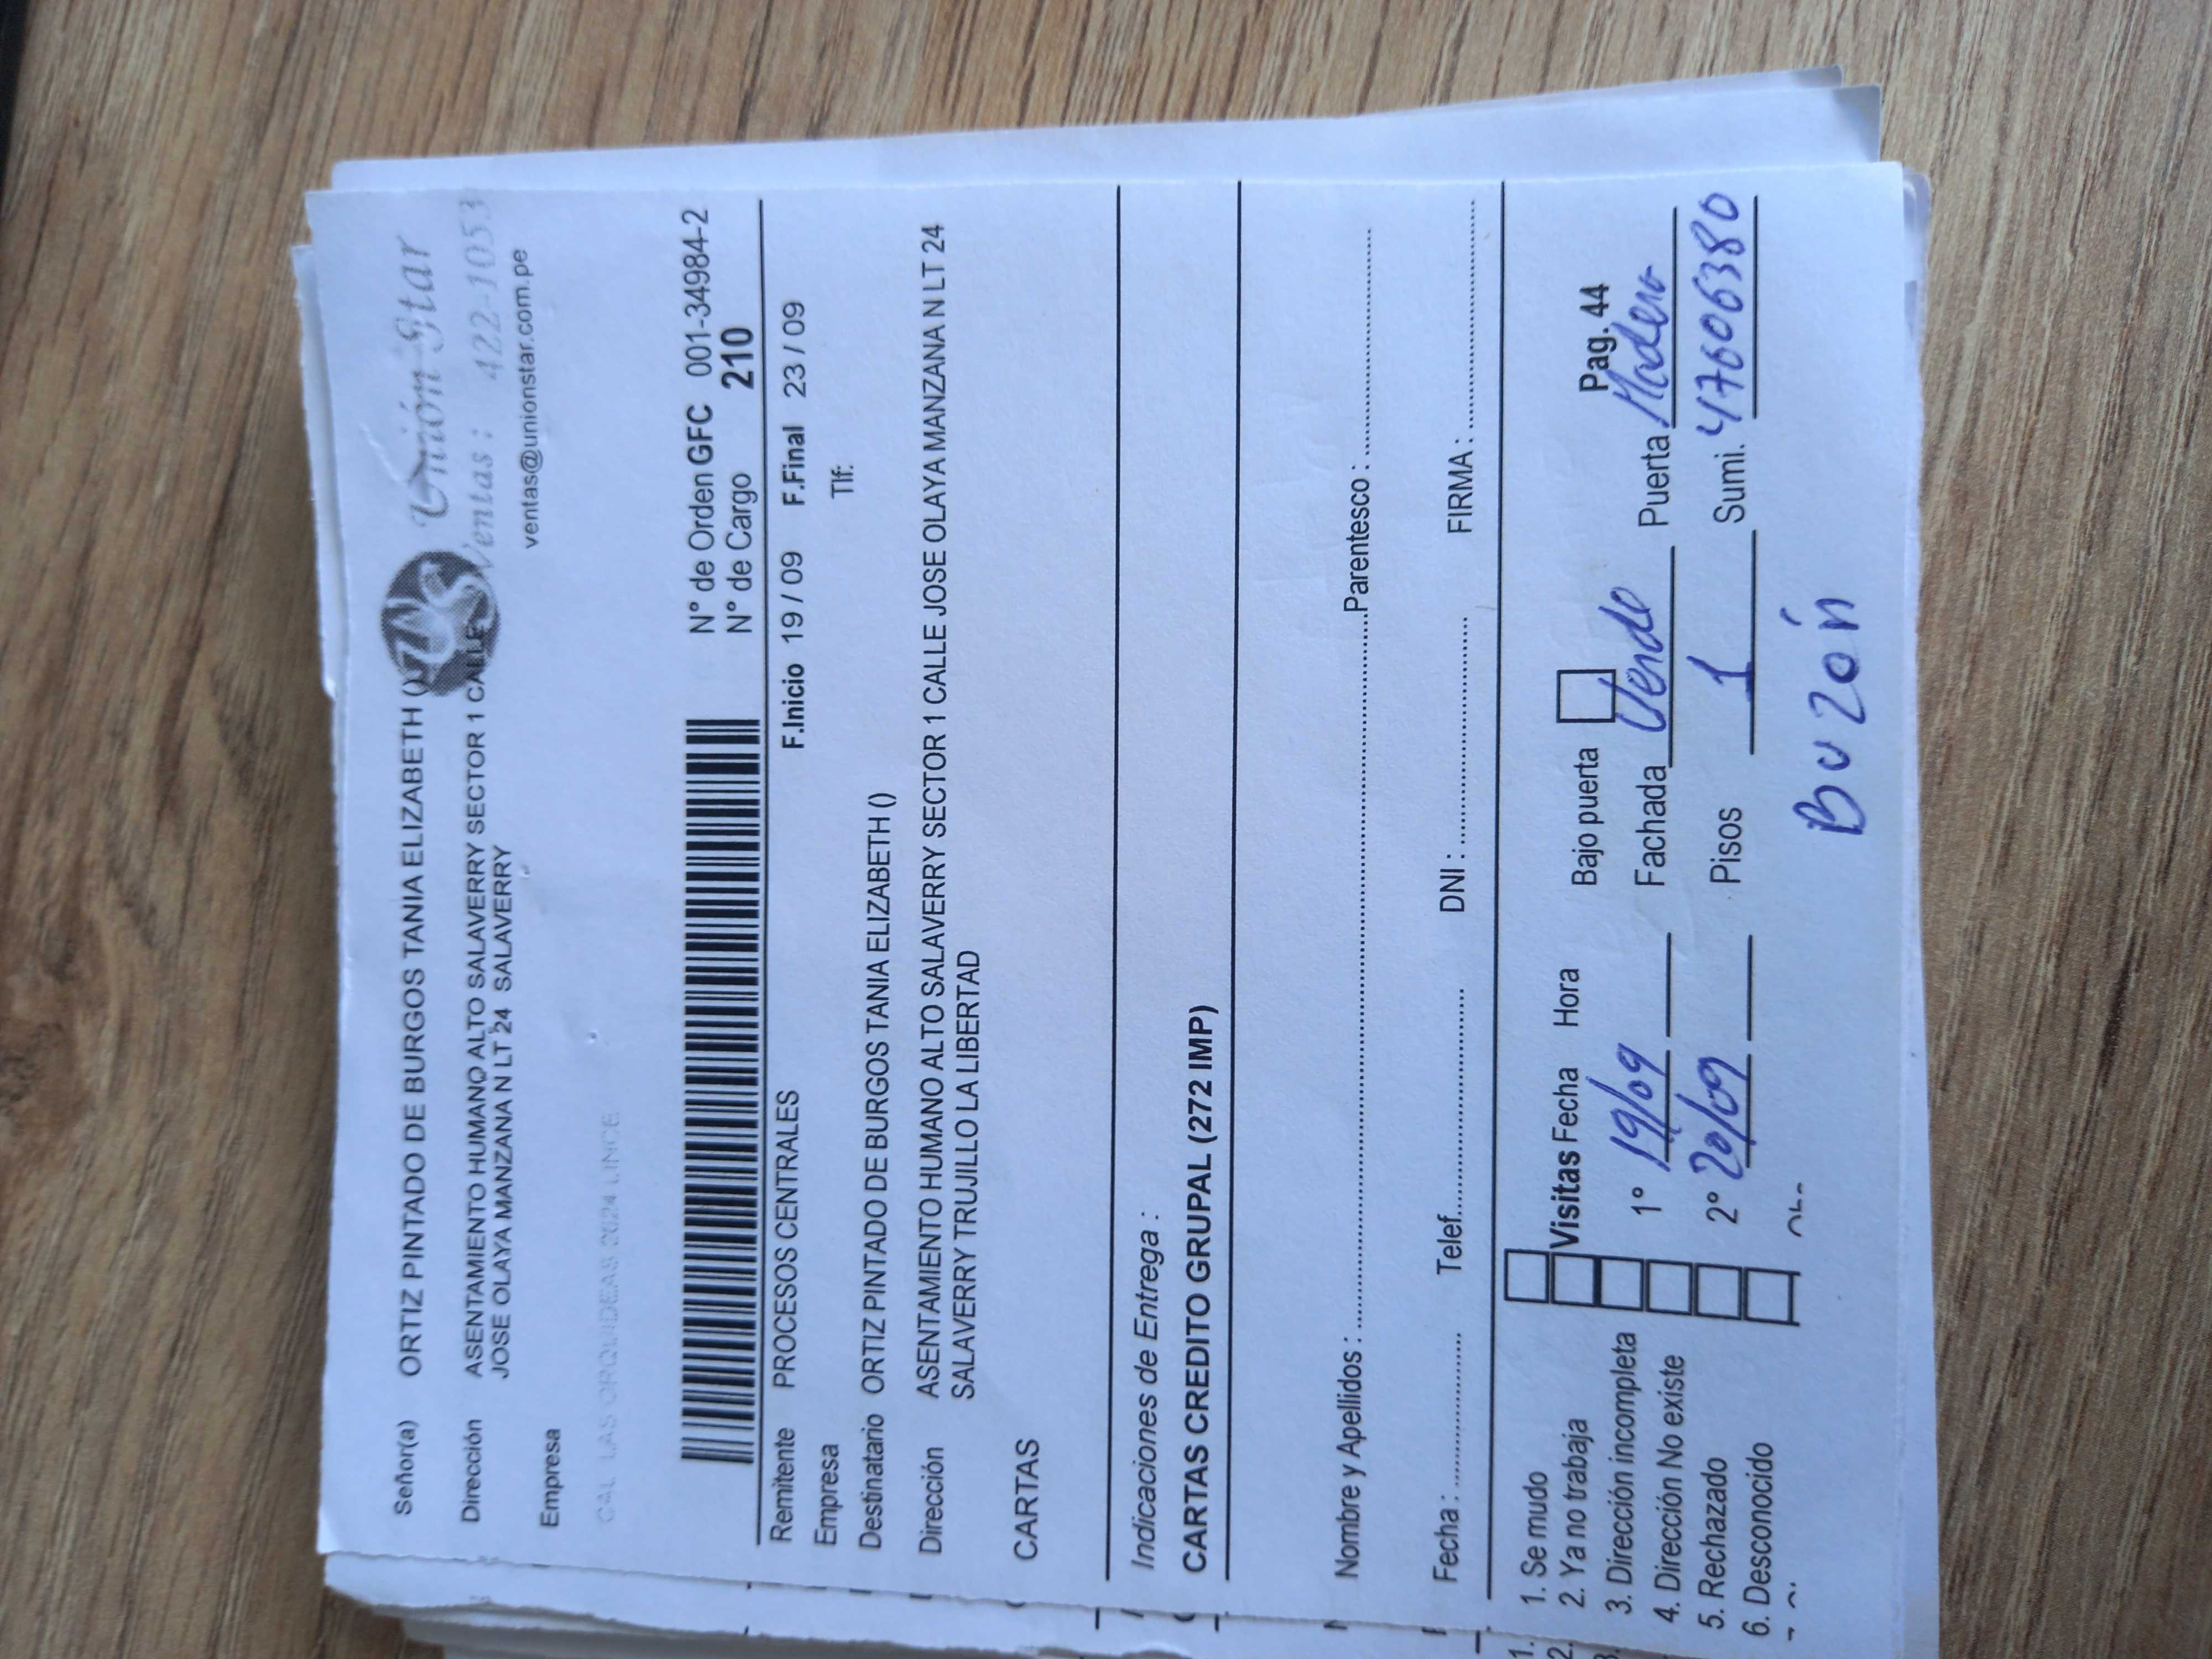 Señor(a) ORTIZ PINTADO DE BURGOS TANIA ELIZABETH ()
Unión Star
Dirección ASENTAMIENTO HUMANO ALTO SALAVERRY SECTOR 1 CALLE
JOSE OLAYA MANZANA N LT 24 SALAVERRY
Ventas: 422-1053
ventas@unionstar.com.pe
Empresa
CAL LAS ORQUIDEAS 2624 LINCE
N° de Orden GFC 001-34984-2
N° de Cargo 210
Remitente PROCESOS CENTRALES F.Inicio 19 / 09 F.Final 23 / 09
Empresa Tlf:
Destinatario ORTIZ PINTADO DE BURGOS TANIA ELIZABETH ()
Dirección ASENTAMIENTO HUMANO ALTO SALAVERRY SECTOR 1 CALLE JOSE OLAYA MANZANA N LT 24
SALAVERRY TRUJILLO LA LIBERTAD
CARTAS
Indicaciones de Entrega :
CARTAS CREDITO GRUPAL (272 IMP)
Nombre y Apellidos : Parentesco :
Fecha : Telef. DNI : FIRMA :
1. Se mudo
2. Ya no trabaja Visitas Fecha Hora Bajo puerta Pag. 44
3. Dirección incompleta 1° 19/09 Fachada Verde Puerta Madera
4. Dirección No existe
5. Rechazado 2° 20/09 Pisos 1 Sumi. 47606380
6. Desconocido
Buzón